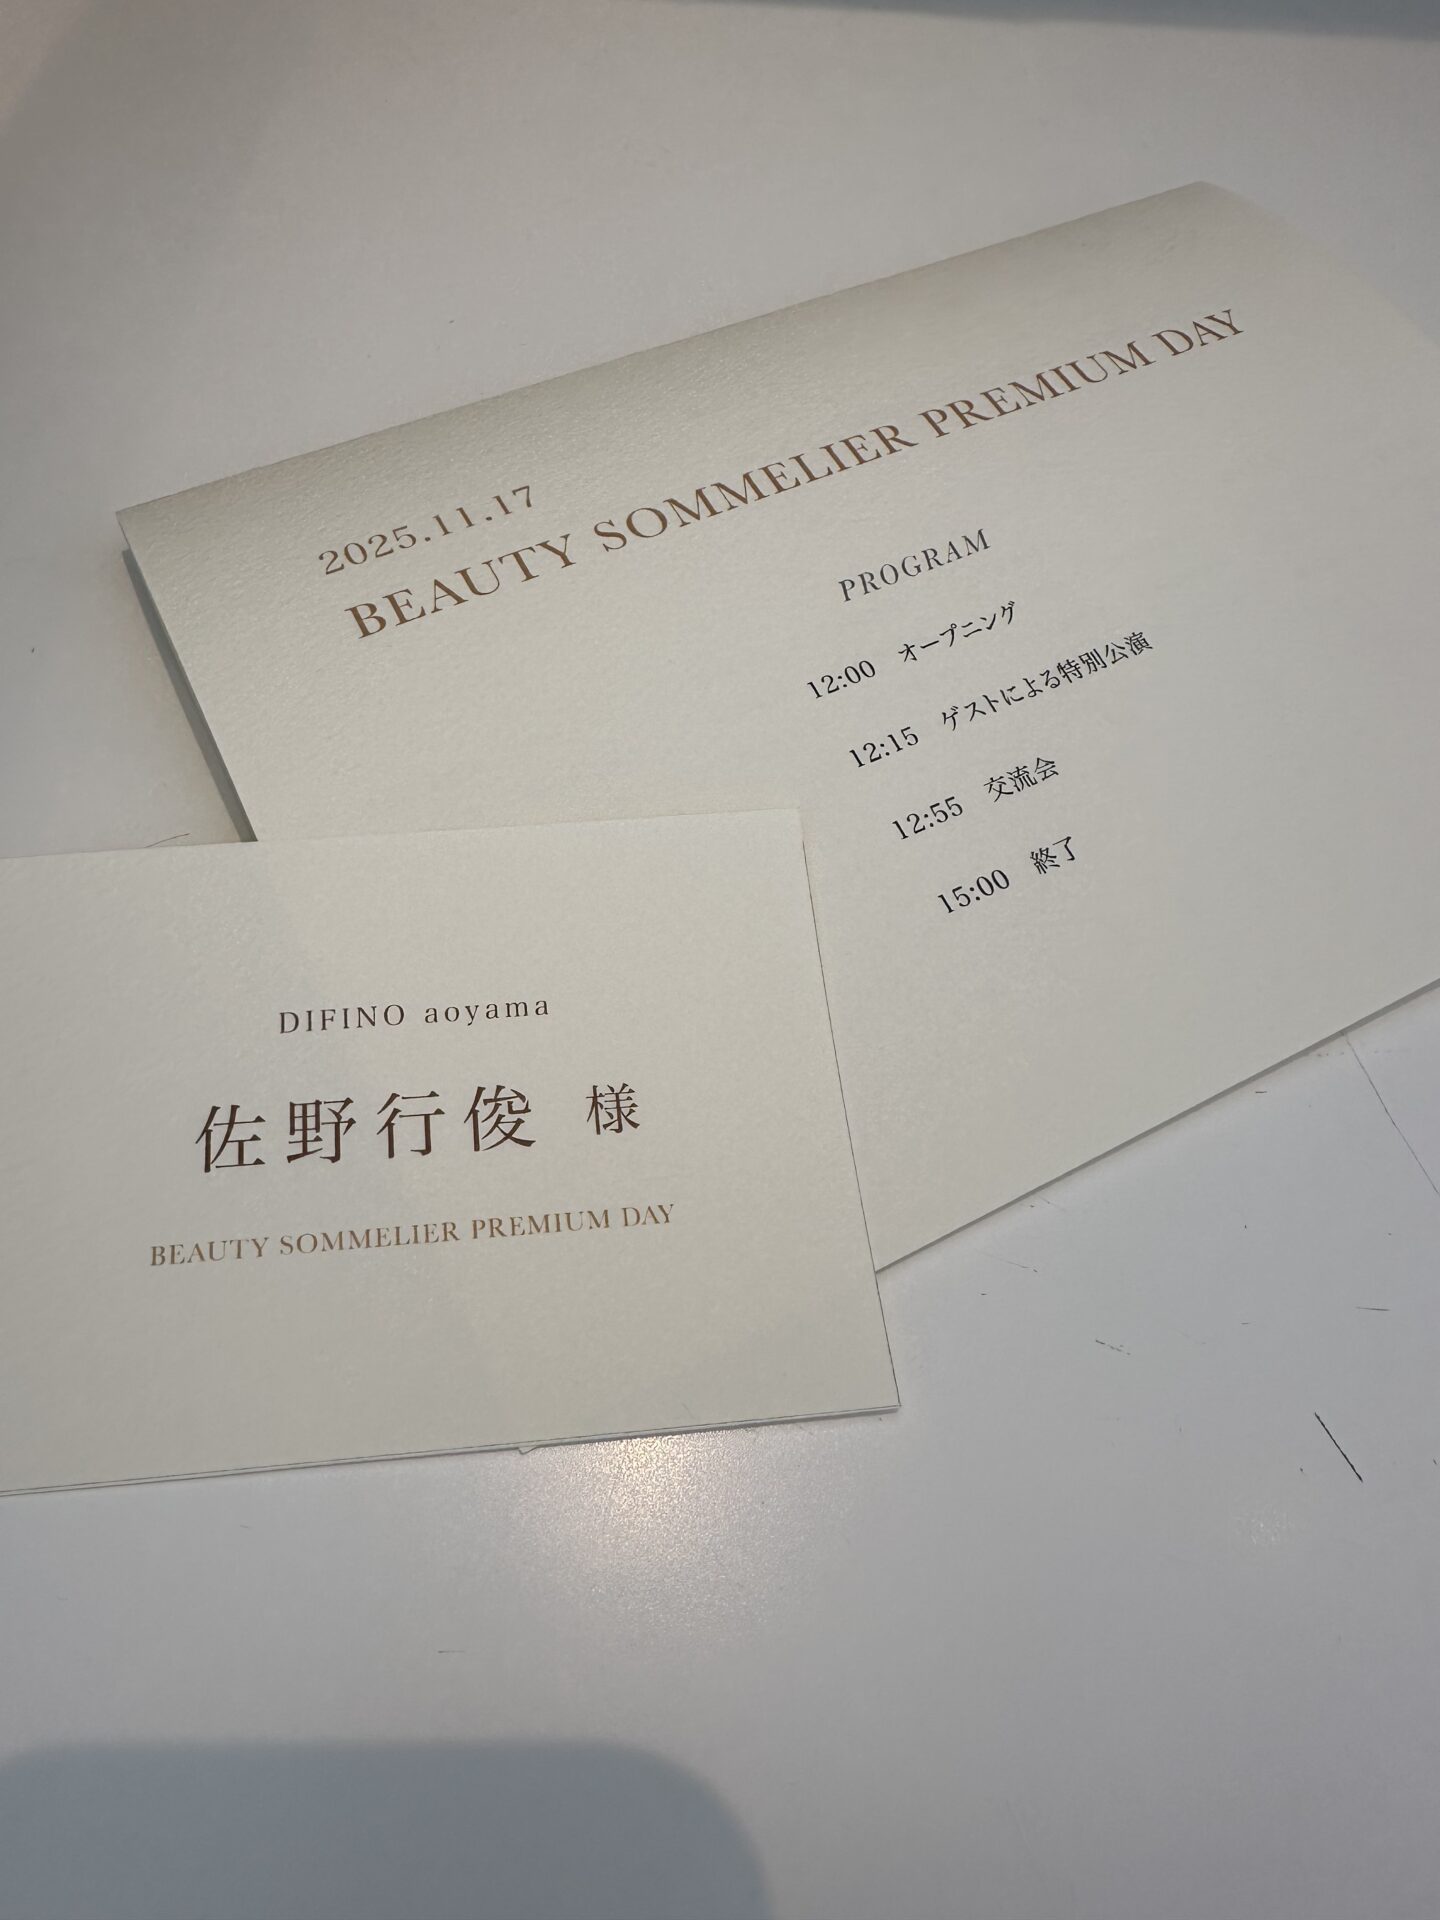 2025.11.17
BEAUTY SOMMELIER PREMIUM DAY
PROGRAM
12:00 オープニング
12:15 ゲストによる特別公演
12:55 交流会
15:00 終了
DIFINO aoyama
佐野行俊 様
BEAUTY SOMMELIER PREMIUM DAY